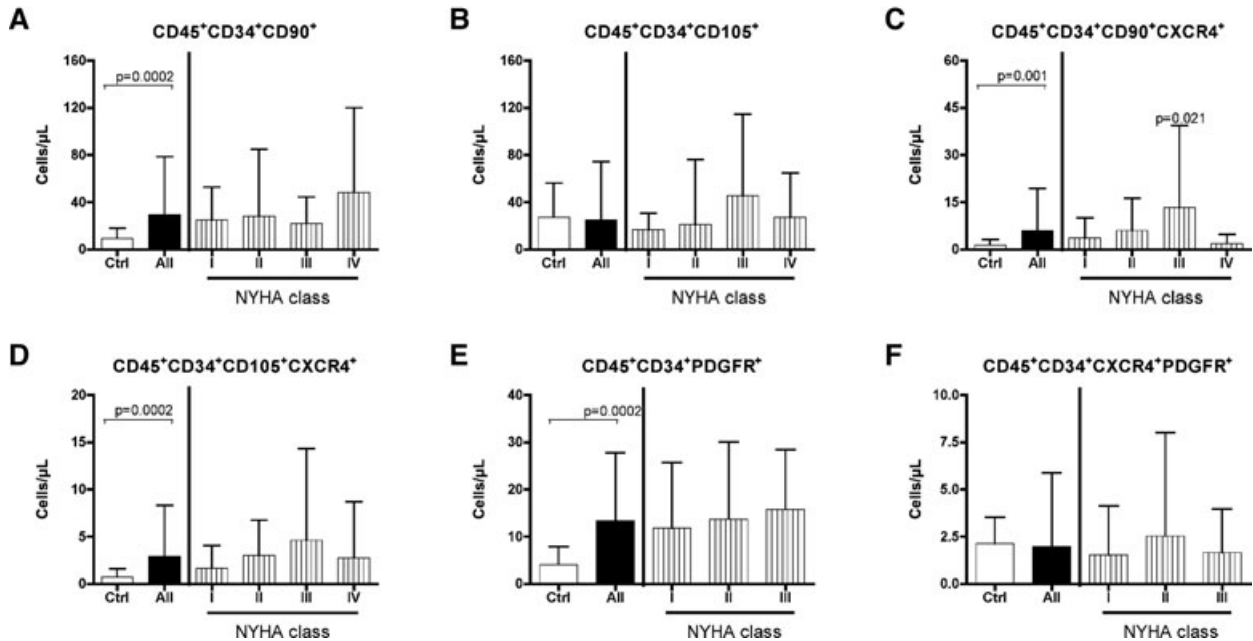 A
CD45⁺CD34⁺CD90⁺
Cells/µL
160
120
80
40
0
p=0.0002
Ctrl All I II III IV
NYHA class
B
CD45⁺CD34⁺CD105⁺
Cells/µL
160
120
80
40
0
Ctrl All I II III IV
NYHA class
C
CD45⁺CD34⁺CD90⁺CXCR4⁺
Cells/µL
60
45
30
15
0
p=0.001
p=0.021
Ctrl All I II III IV
NYHA class
D
CD45⁺CD34⁺CD105⁺CXCR4⁺
Cells/µL
20
15
10
5
0
p=0.0002
Ctrl All I II III IV
NYHA class
E
CD45⁺CD34⁺PDGFR⁺
Cells/µL
40
30
20
10
0
p=0.0002
Ctrl All I II III
NYHA class
F
CD45⁺CD34⁺CXCR4⁺PDGFR⁺
Cells/µL
10.0
7.5
5.0
2.5
0.0
Ctrl All I II III
NYHA class